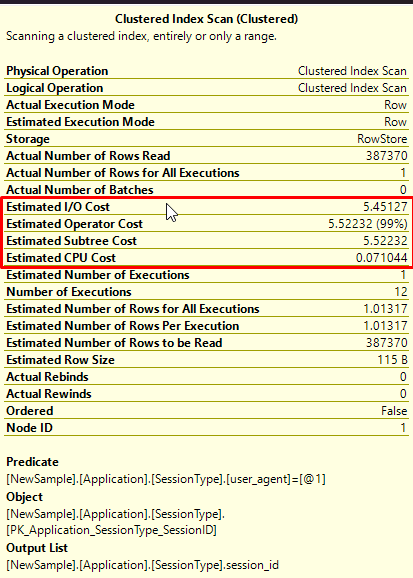 Clustered Index Scan (Clustered)
Scanning a clustered index, entirely or only a range.
Physical Operation Clustered Index Scan
Logical Operation Clustered Index Scan
Actual Execution Mode Row
Estimated Execution Mode Row
Storage RowStore
Actual Number of Rows Read 387370
Actual Number of Rows for All Executions 1
Actual Number of Batches 0
Estimated I/O Cost 5.45127
Estimated Operator Cost 5.52232 (99%)
Estimated Subtree Cost 5.52232
Estimated CPU Cost 0.071044
Estimated Number of Executions 1
Number of Executions 12
Estimated Number of Rows for All Executions 1.01317
Estimated Number of Rows Per Execution 1.01317
Estimated Number of Rows to be Read 387370
Estimated Row Size 115 B
Actual Rebinds 0
Actual Rewinds 0
Ordered False
Node ID 1
Predicate
[NewSample].[Application].[SessionType].[user_agent]=[@1]
Object
[NewSample].[Application].[SessionType].
[PK_Application_SessionType_SessionID]
Output List
[NewSample].[Application].[SessionType].session_id